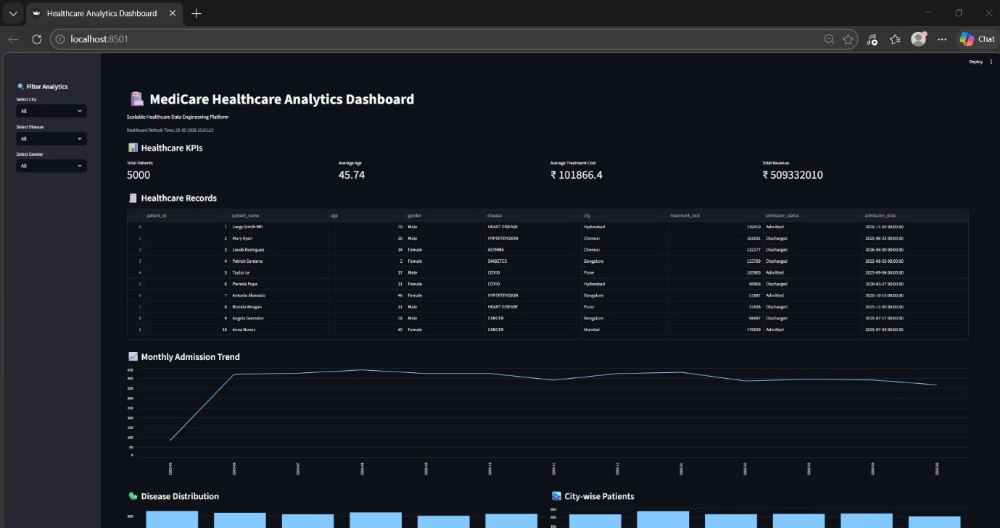 Healthcare Analytics Dashboard
localhost:8501
Chat
Deploy
Filter Analytics
Select City
All
Select Disease
All
Select Gender
All
MediCare Healthcare Analytics Dashboard
Scalable Healthcare Data Engineering Platform
Dashboard Refresh Time: 29-05-2026 15:01:13
Healthcare KPIs
Total Patients Average Age Average Treatment Cost Total Revenue
5000 45.74 ₹ 101866.4 ₹ 509332010
Healthcare Records
patient_id patient_name age gender disease city treatment_cost admission_status admission_date
0 1 Jorge Smith MD 79 Male HEART DISEASE Hyderabad 139410 Admitted 2025-11-02 00:00:00
1 2 Mary Ryan 28 Male HYPERTENSION Chennai 162031 Discharged 2025-06-22 00:00:00
2 3 Jacob Rodriguez 34 Female ASTHMA Chennai 132177 Discharged 2026-04-09 00:00:00
3 4 Patrick Santana 2 Female DIABETES Bangalore 133789 Discharged 2025-08-03 00:00:00
4 5 Taylor Le 37 Male COVID Pune 105963 Admitted 2025-09-04 00:00:00
5 6 Pamela Pope 31 Female COVID Hyderabad 98968 Discharged 2026-03-27 00:00:00
6 7 Antonio Alvarado 46 Female HYPERTENSION Bangalore 51897 Admitted 2025-10-13 00:00:00
7 8 Brenda Morgan 31 Male HEART DISEASE Pune 37838 Discharged 2025-12-05 00:00:00
8 9 Angela Gonzalez 18 Male CANCER Bangalore 98497 Discharged 2025-07-17 00:00:00
9 10 Anna Nunez 49 Female CANCER Mumbai 176029 Admitted 2025-07-03 00:00:00
Monthly Admission Trend
450
400
350
300
250
200
150
100
50
0
2025-05 2025-06 2025-07 2025-08 2025-09 2025-10 2025-11 2025-12 2026-01 2026-02 2026-03 2026-04 2026-05
Disease Distribution
800
City-wise Patients
900
800
700